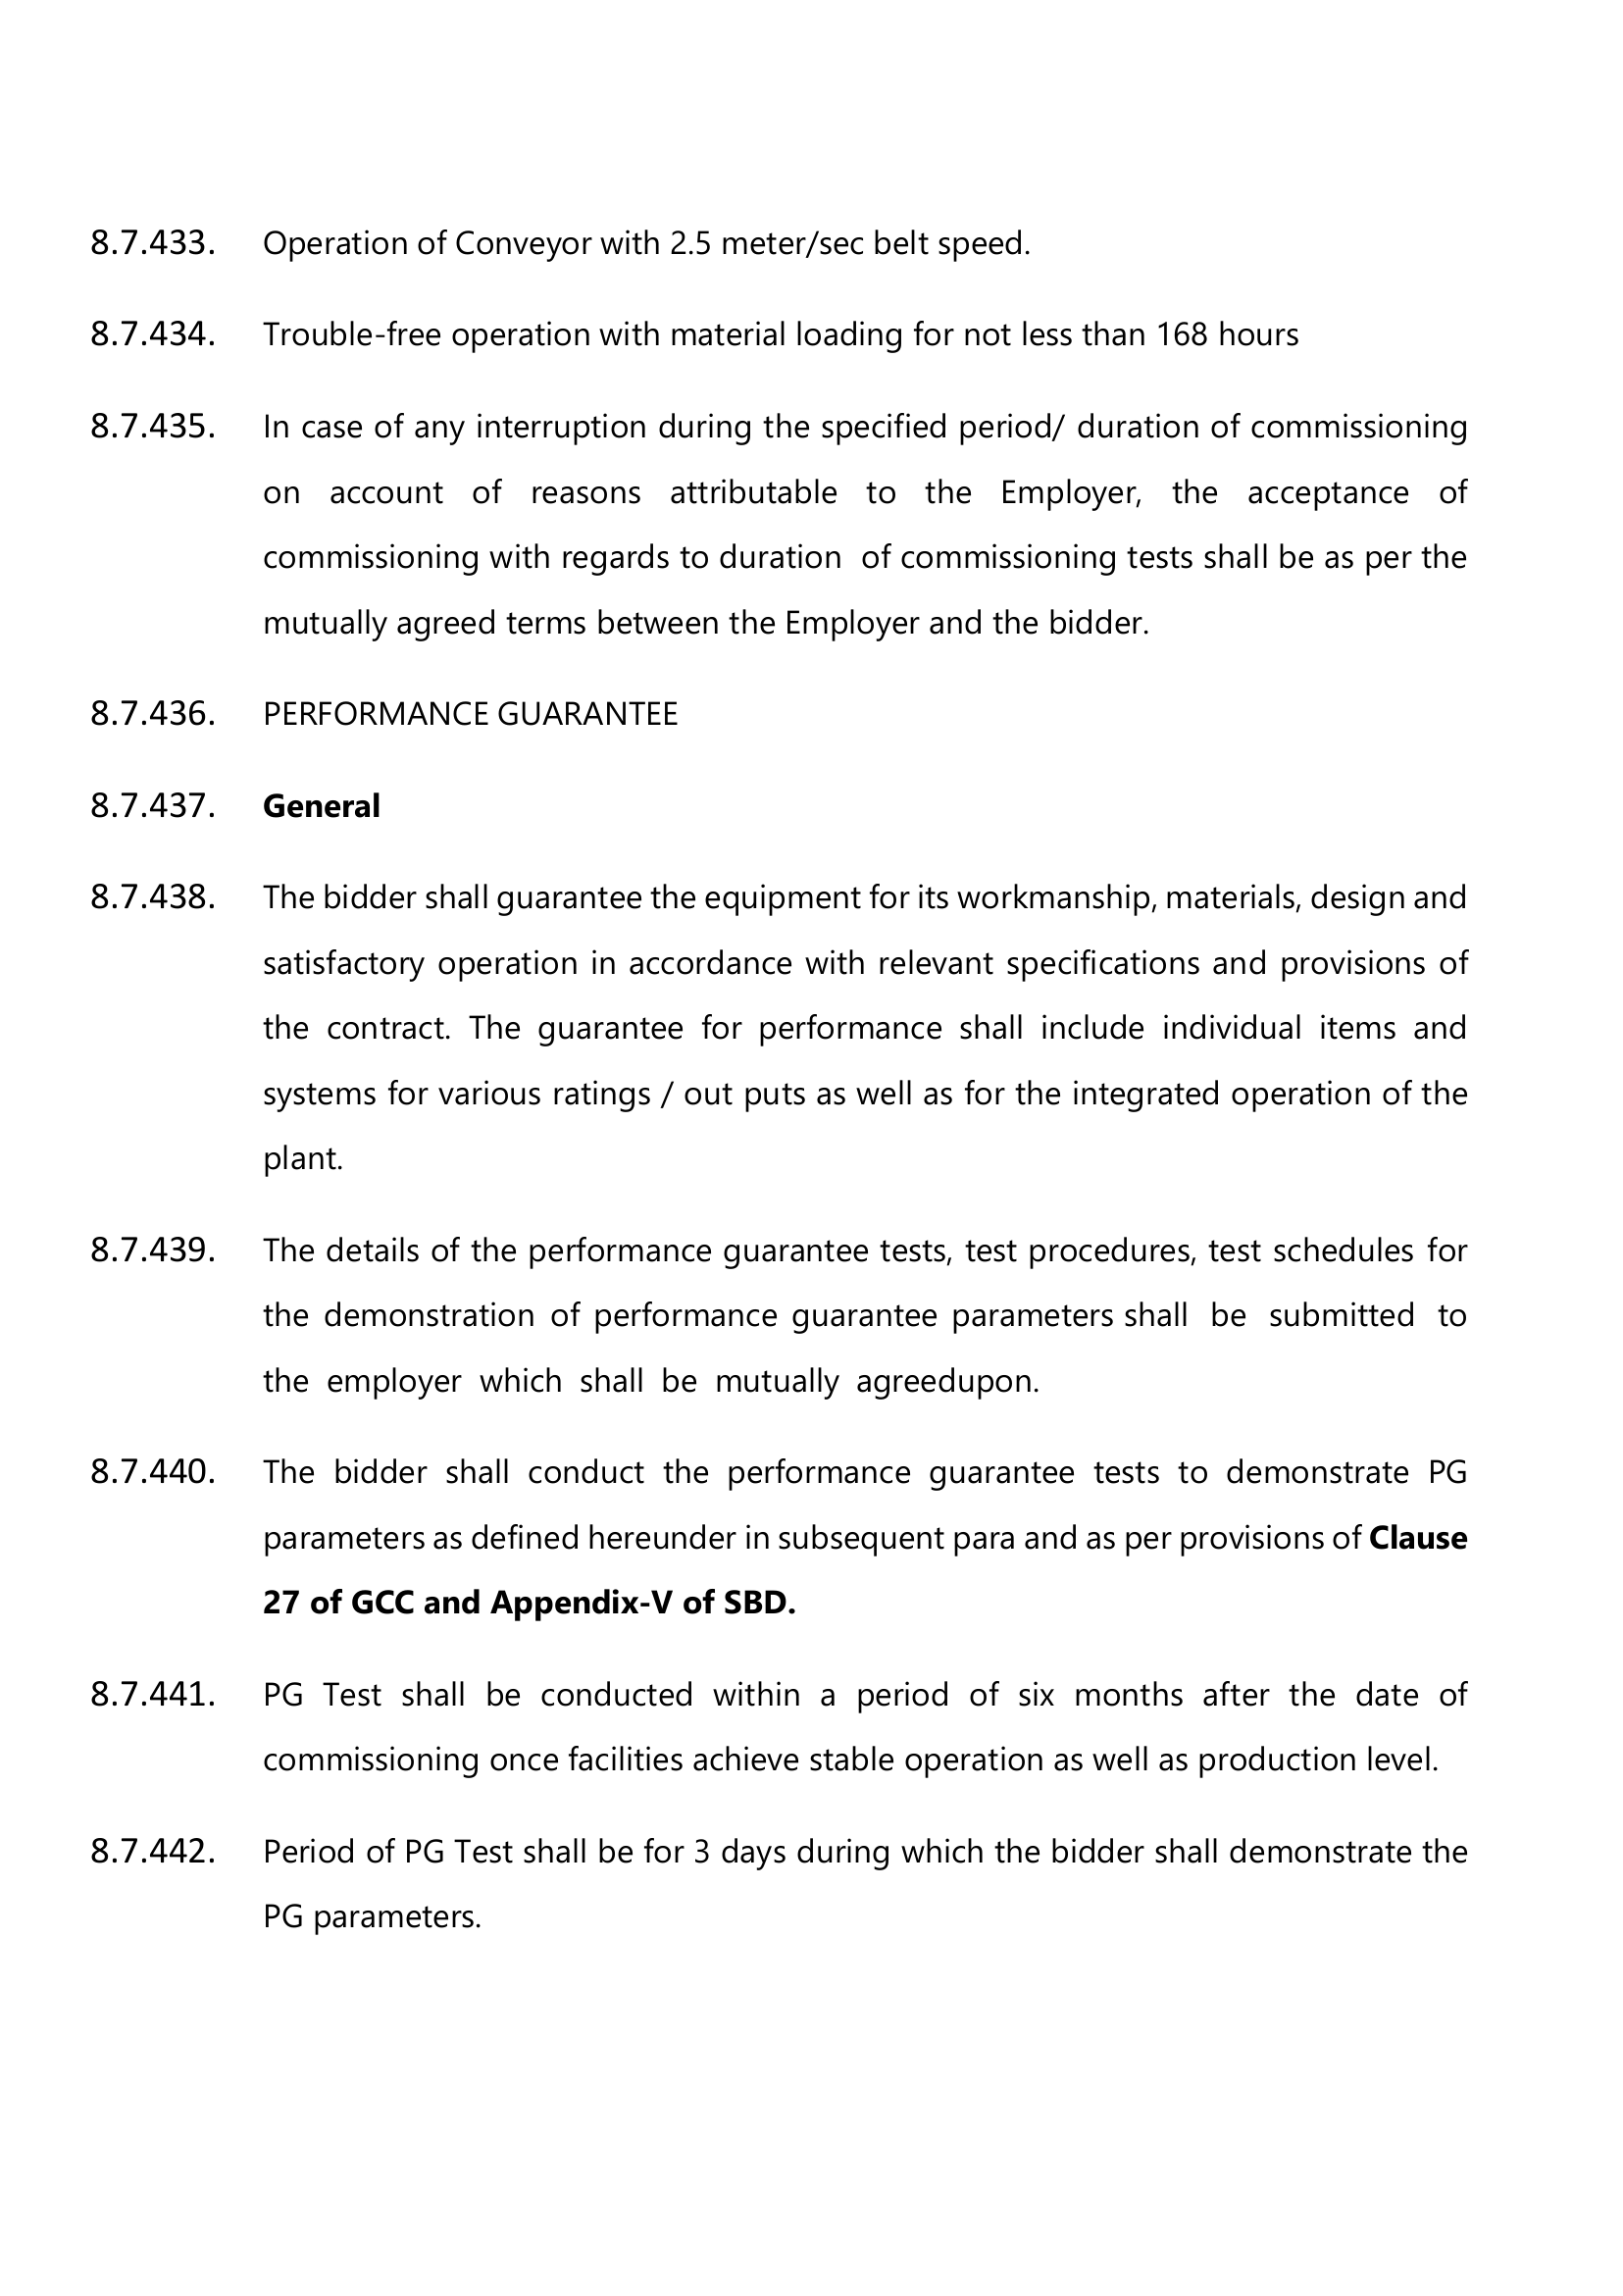 8.7.433. Operation of Conveyor with 2.5 meter/sec belt speed.
8.7.434. Trouble-free operation with material loading for not less than 168 hours
8.7.435. In case of any interruption during the specified period/ duration of commissioning
on account of reasons attributable to the Employer, the acceptance of
commissioning with regards to duration of commissioning tests shall be as per the
mutually agreed terms between the Employer and the bidder.
8.7.436. PERFORMANCE GUARANTEE
8.7.437. General
8.7.438. The bidder shall guarantee the equipment for its workmanship, materials, design and
satisfactory operation in accordance with relevant specifications and provisions of
the contract. The guarantee for performance shall include individual items and
systems for various ratings / out puts as well as for the integrated operation of the
plant.
8.7.439. The details of the performance guarantee tests, test procedures, test schedules for
the demonstration of performance guarantee parameters shall be submitted to
the employer which shall be mutually agreedupon.
8.7.440. The bidder shall conduct the performance guarantee tests to demonstrate PG
parameters as defined hereunder in subsequent para and as per provisions of Clause
27 of GCC and Appendix-V of SBD.
8.7.441. PG Test shall be conducted within a period of six months after the date of
commissioning once facilities achieve stable operation as well as production level.
8.7.442. Period of PG Test shall be for 3 days during which the bidder shall demonstrate the
PG parameters.